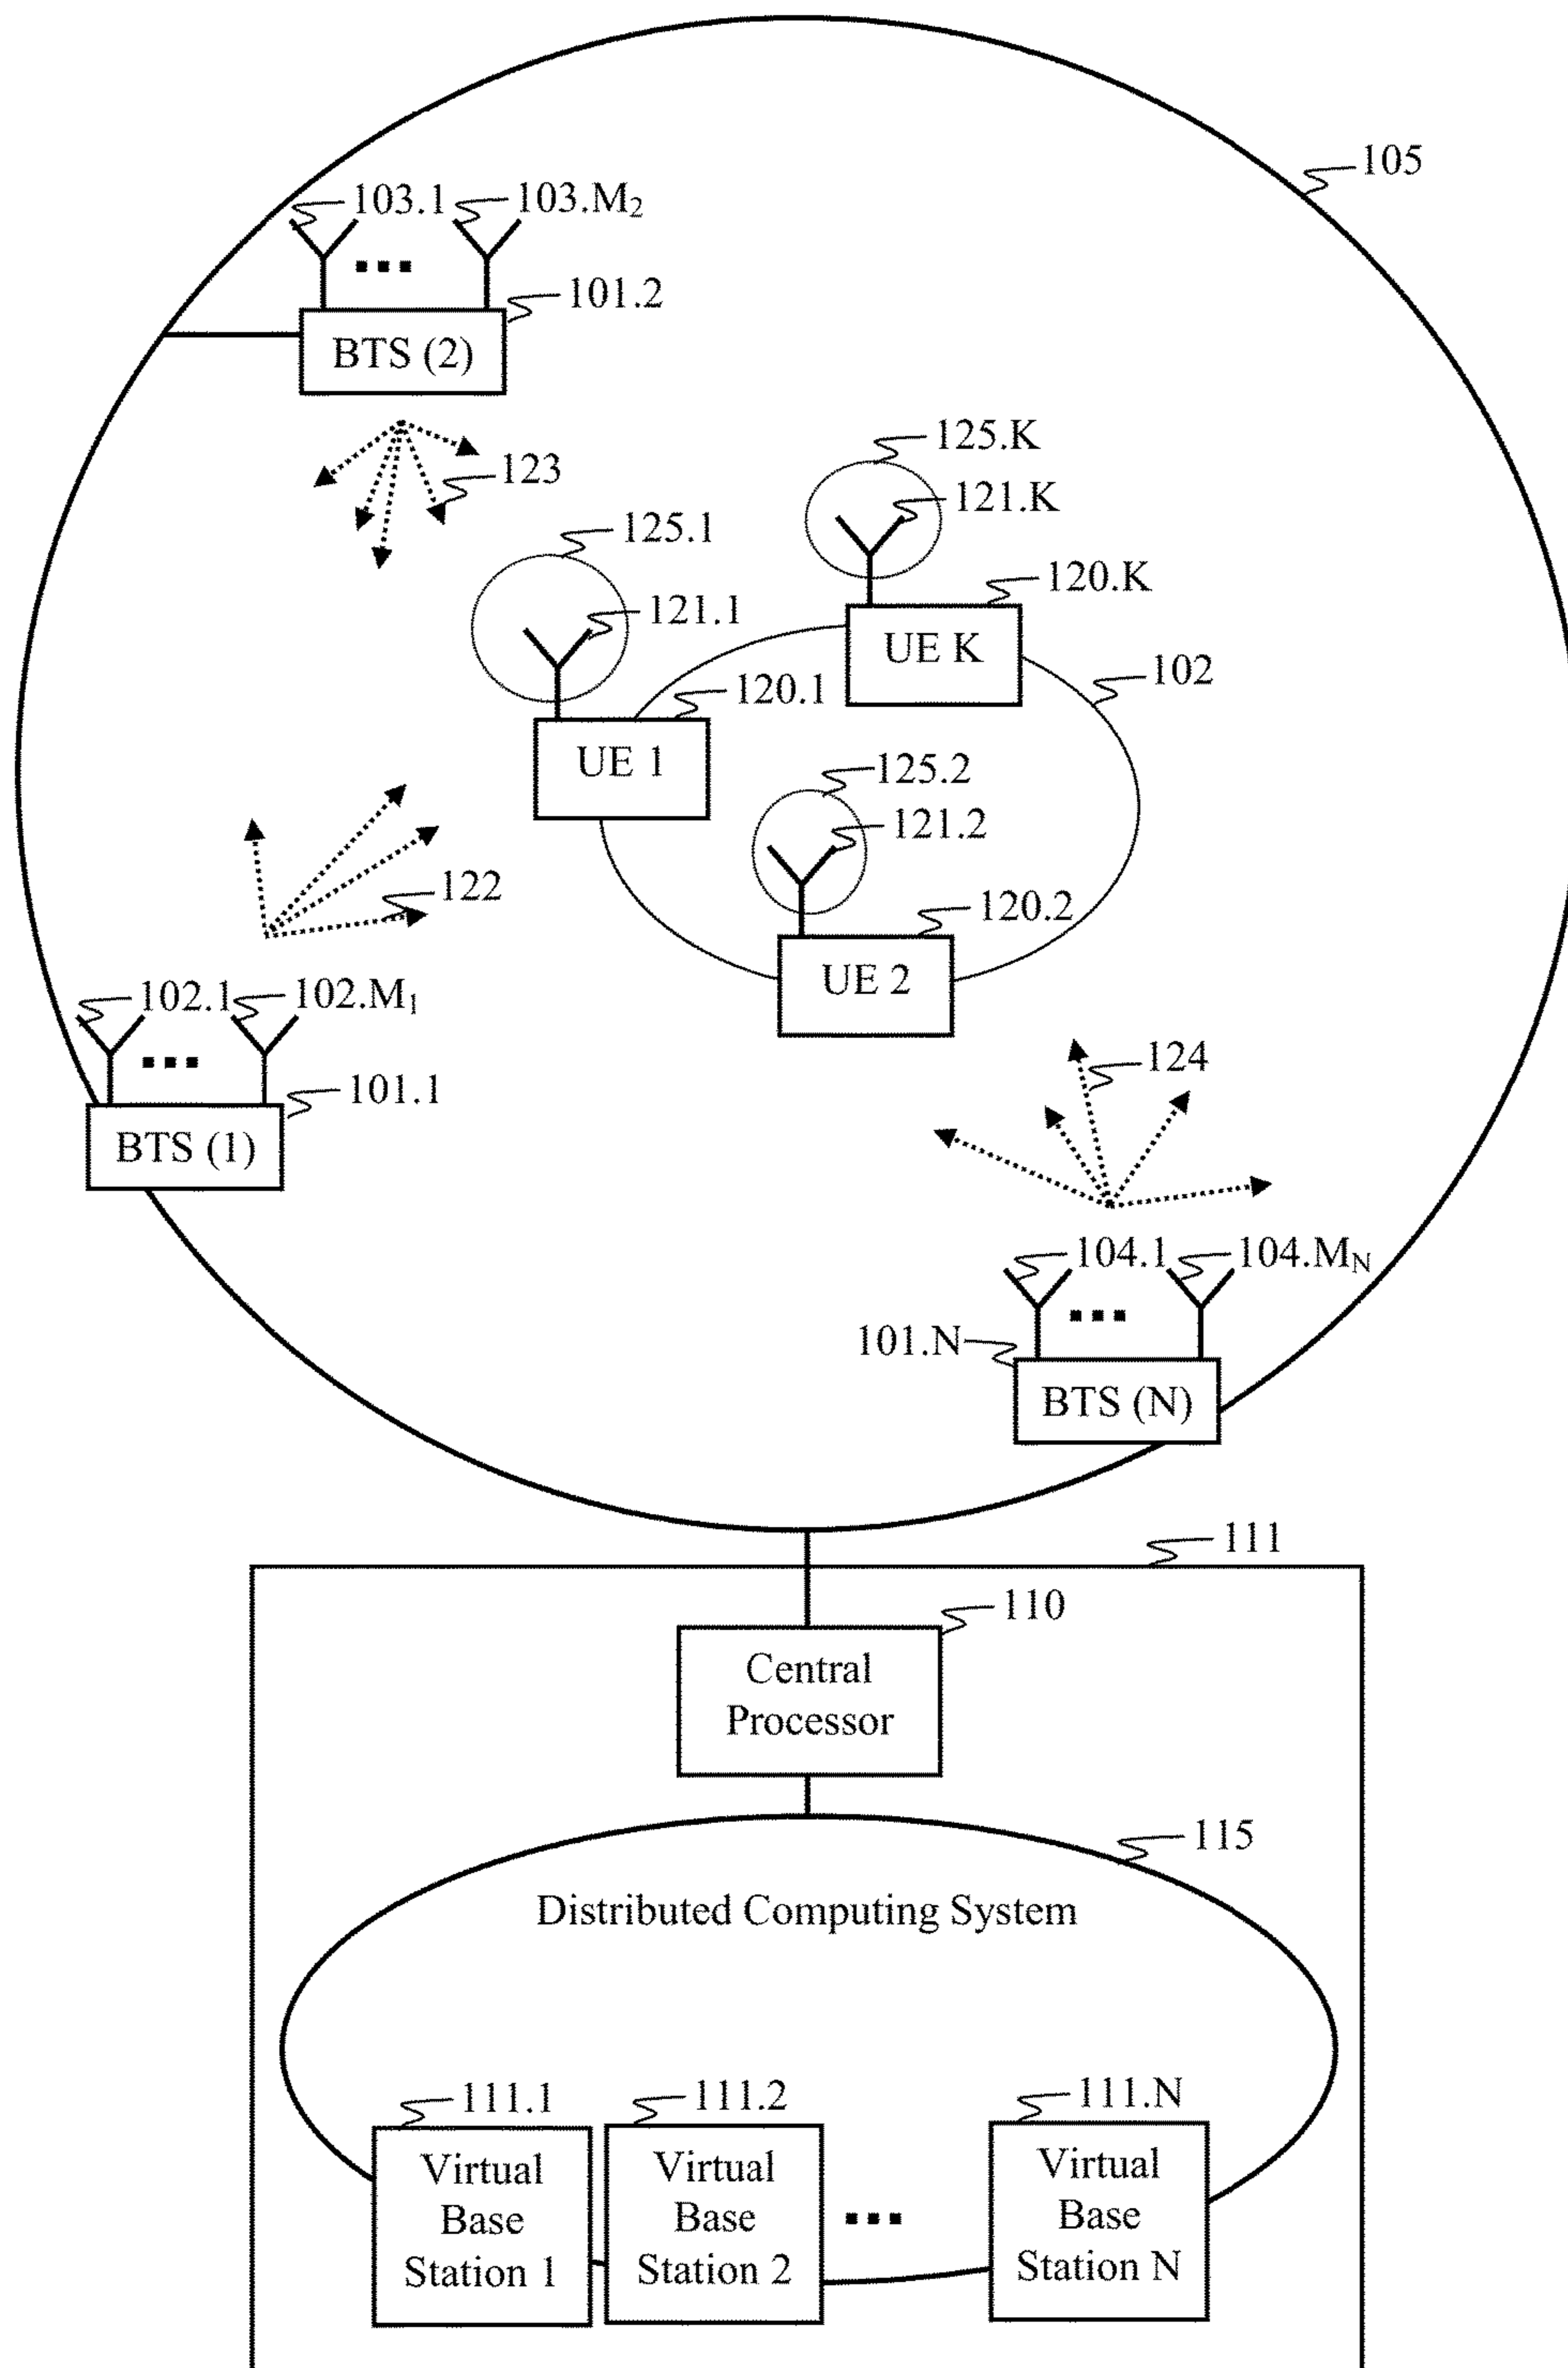 105
103.1
103.M₂
101.2
BTS (2)
123
125.K
121.K
125.1
121.1
120.K
UE K
102
120.1
UE 1
125.2
121.2
122
120.2
UE 2
102.1
102.M₁
124
101.1
BTS (1)
104.1
104.Mɴ
101.N
BTS (N)
111
110
Central
Processor
115
Distributed Computing System
111.1
111.2
111.N
Virtual
Base
Station 1
Virtual
Base
Station 2
Virtual
Base
Station N